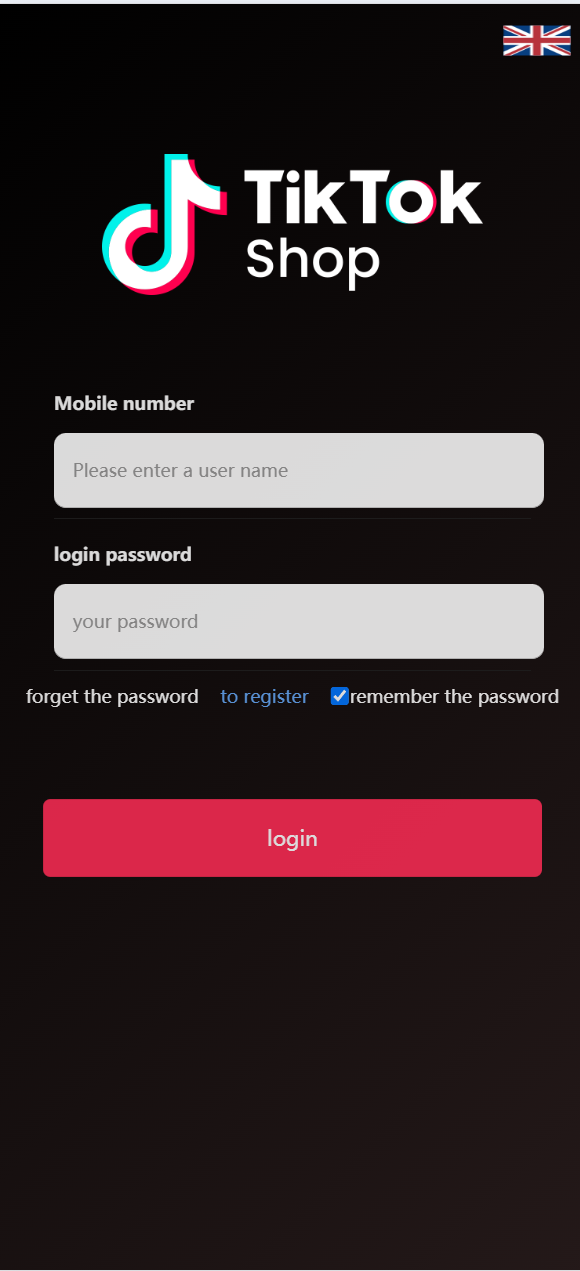 TikTok
Shop
Mobile number
Please enter a user name
login password
your password
forget the password to register remember the password
login